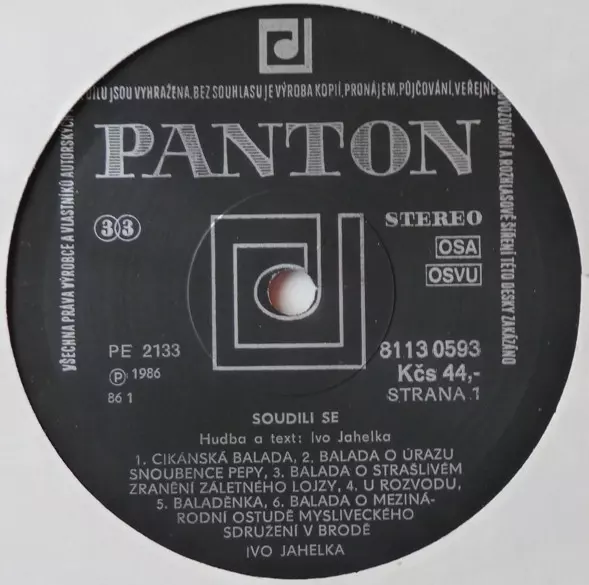 VŠECHNA PRÁVA VÝROBCE A VLASTNÍKŮ AUTORSKÝCH
DÍLU JSOU VYHRAŽENA. BEZ SOUHLASU JE VÝROBA KOPIÍ, PRONÁJEM, PŮJČOVÁNÍ, VEŘEJNÉ
PROVOZOVÁNÍ A ROZHLASOVÉ ŠÍŘENÍ TÉTO DESKY ZAKÁZÁNO
PANTON
33
STEREO
OSA
OSVU
PE 2133
Ⓟ 1986
86 1
8113 0593
Kčs 44,-
STRANA 1
SOUDILI SE
Hudba a text: Ivo Jahelka
1. CIKÁNSKÁ BALADA, 2. BALADA O ÚRAZU
SNOUBENCE PEPY, 3. BALADA O STRAŠLIVÉM
ZRANĚNÍ ZÁLETNÉHO LOJZY, 4. U ROZVODU,
5. BALADĚNKA, 6. BALADA O MEZINÁ-
RODNÍ OSTUDĚ MYSLIVECKÉHO
SDRUŽENÍ V BRODĚ
IVO JAHELKA